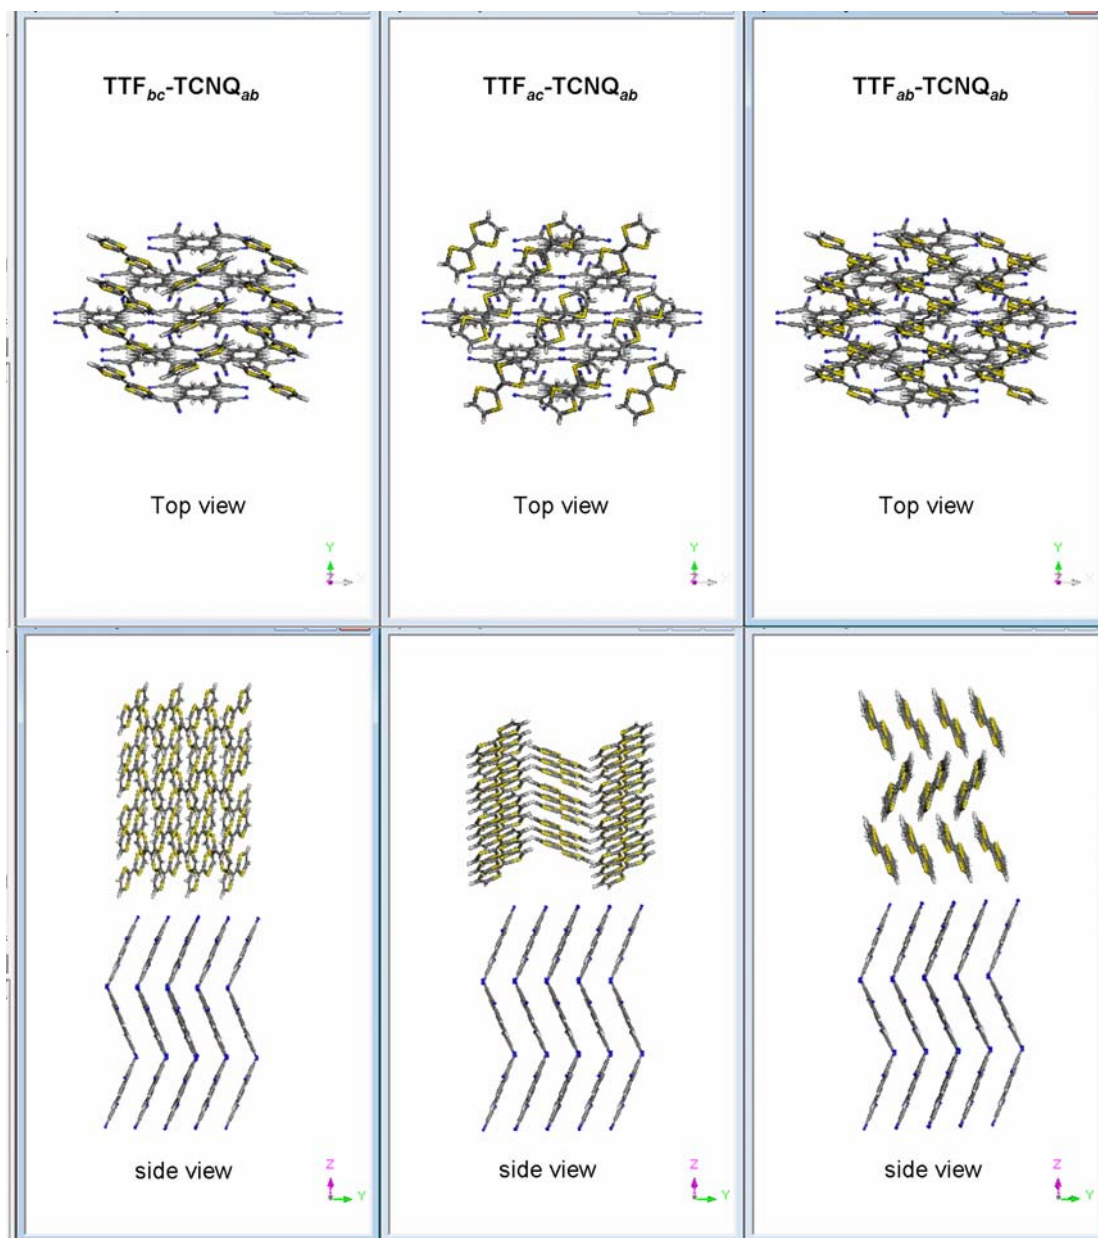 TTFbc-TCNQab
TTFac-TCNQab
TTFab-TCNQab
Top view
Top view
Top view
Y
Z X
Y
Z X
Y
Z X
side view
side view
side view
Z
Y
Z
Y
Z
Y